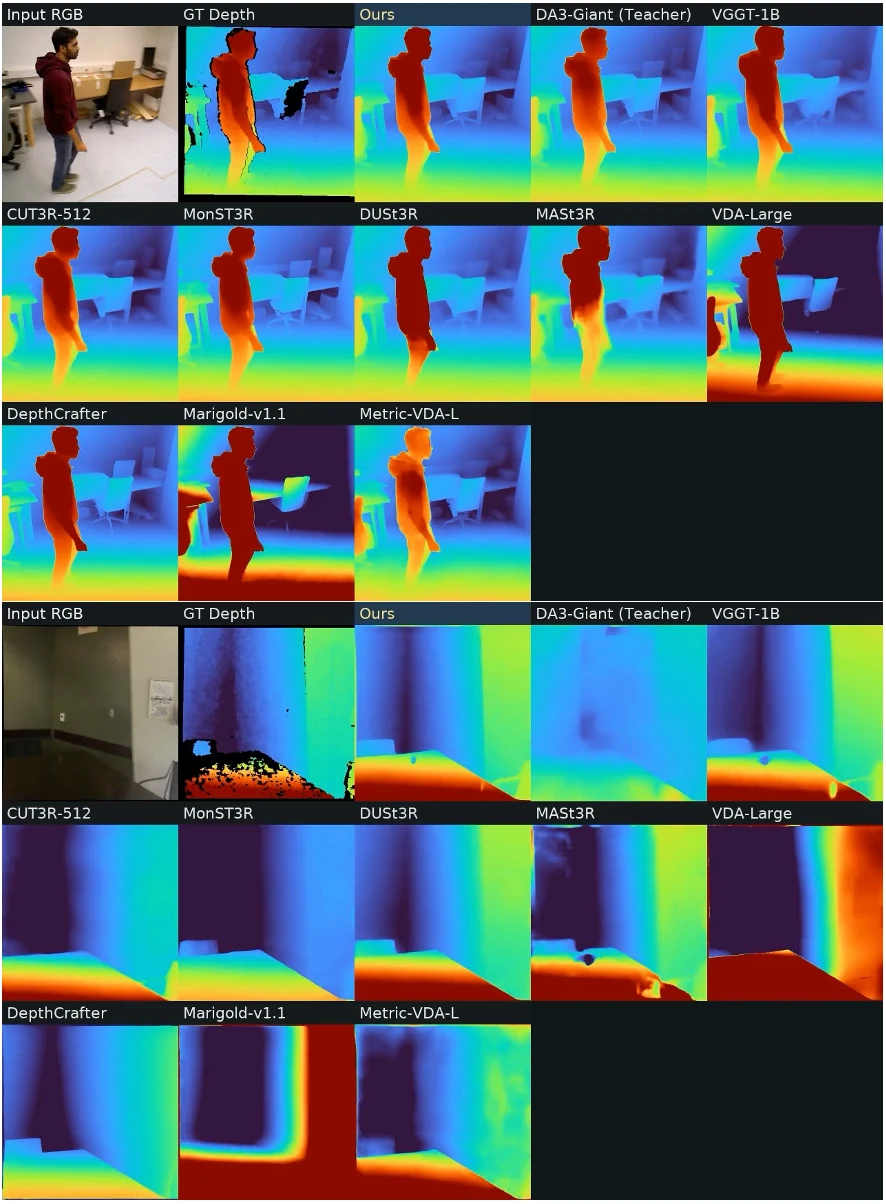 Input RGB GT Depth Ours DA3-Giant (Teacher) VGGT-1B
CUT3R-512 MonST3R DUSt3R MASt3R VDA-Large
DepthCrafter Marigold-v1.1 Metric-VDA-L
Input RGB GT Depth Ours DA3-Giant (Teacher) VGGT-1B
CUT3R-512 MonST3R DUSt3R MASt3R VDA-Large
DepthCrafter Marigold-v1.1 Metric-VDA-L